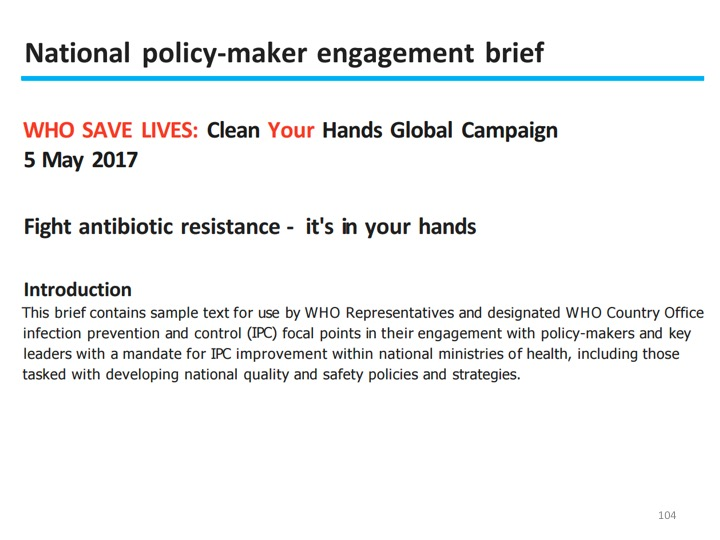 National policy-maker engagement brief
WHO SAVE LIVES: Clean Your Hands Global Campaign
5 May 2017
Fight antibiotic resistance - it's in your hands
Introduction
This brief contains sample text for use by WHO Representatives and designated WHO Country Office
infection prevention and control (IPC) focal points in their engagement with policy-makers and key
leaders with a mandate for IPC improvement within national ministries of health, including those
tasked with developing national quality and safety policies and strategies.
104